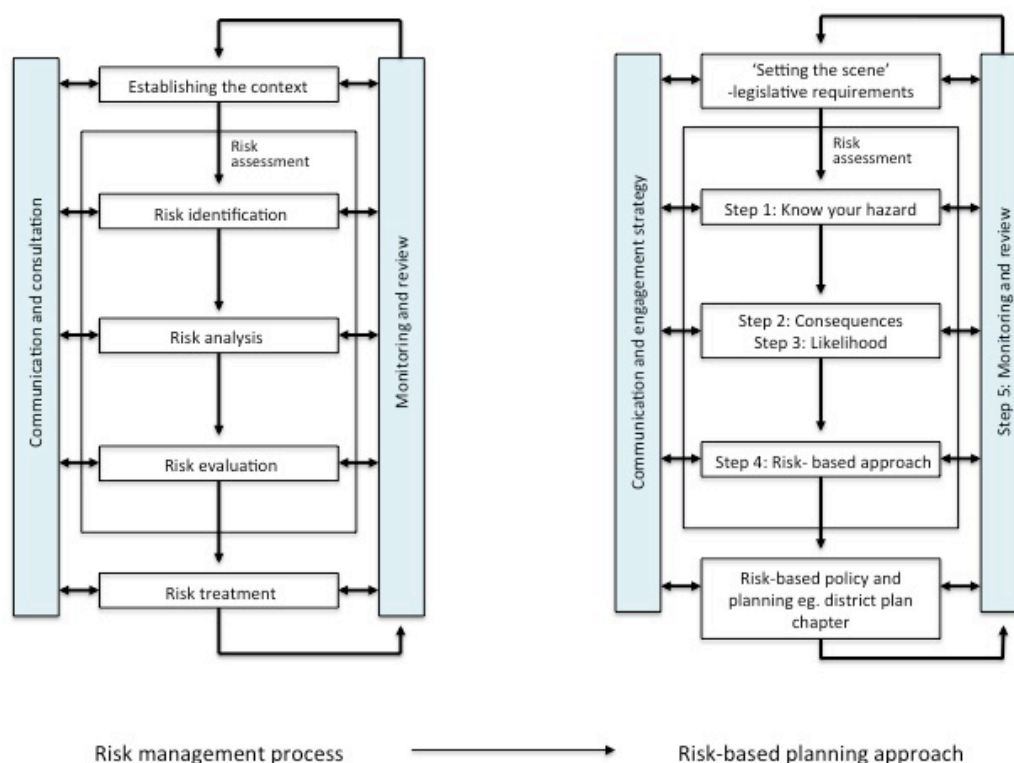 Communication and consultation
Establishing the context
Risk
assessment
Risk identification
Risk analysis
Risk evaluation
Risk treatment
Monitoring and review
Communication and engagement strategy
‘Setting the scene’
-legislative requirements
Risk
assessment
Step 1: Know your hazard
Step 2: Consequences
Step 3: Likelihood
Step 4: Risk- based approach
Risk-based policy and
planning eg. district plan
chapter
Step 5: Monitoring and review
Risk management process
Risk-based planning approach